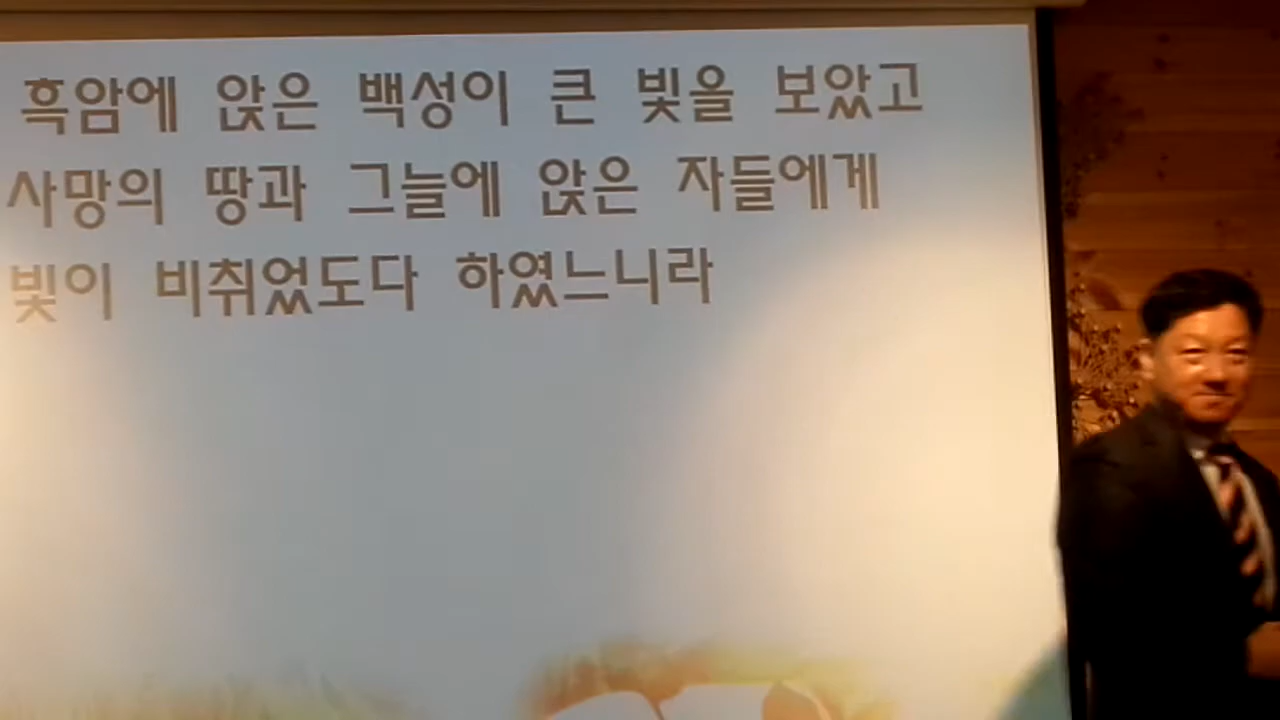 흑암에 앉은 백성이 큰 빛을 보았고
사망의 땅과 그늘에 앉은 자들에게
빛이 비취었도다 하였느니라